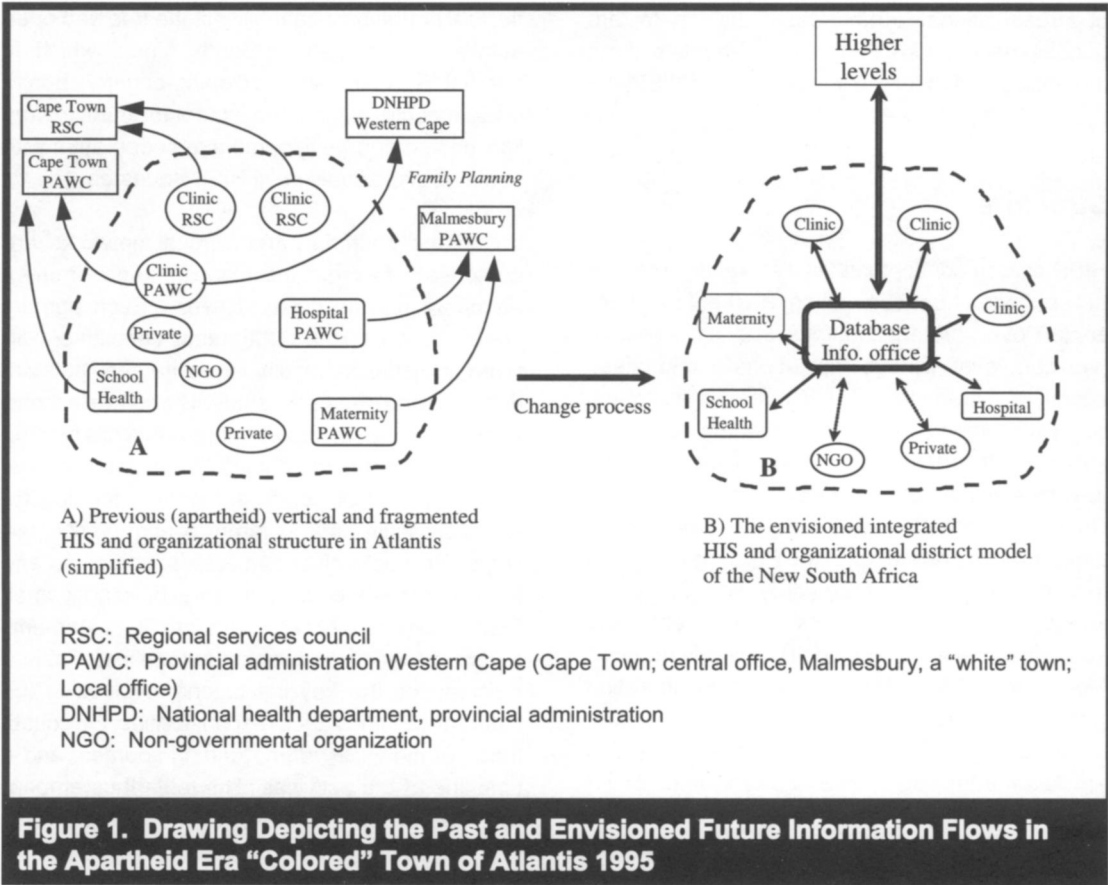 Cape Town
RSC
Cape Town
PAWC
DNHPD
Western Cape
Family Planning
Malmesbury
PAWC
Clinic
RSC
Clinic
RSC
Clinic
PAWC
Private
Hospital
PAWC
NGO
School
Health
Private
Maternity
PAWC
A
Change process
Higher
levels
Clinic
Clinic
Clinic
Maternity
Database
Info. office
School
Health
Hospital
NGO
Private
B
A) Previous (apartheid) vertical and fragmented
HIS and organizational structure in Atlantis
(simplified)
B) The envisioned integrated
HIS and organizational district model
of the New South Africa
RSC: Regional services council
PAWC: Provincial administration Western Cape (Cape Town; central office, Malmesbury, a “white” town;
Local office)
DNHPD: National health department, provincial administration
NGO: Non-governmental organization
Figure 1. Drawing Depicting the Past and Envisioned Future Information Flows in
the Apartheid Era “Colored” Town of Atlantis 1995